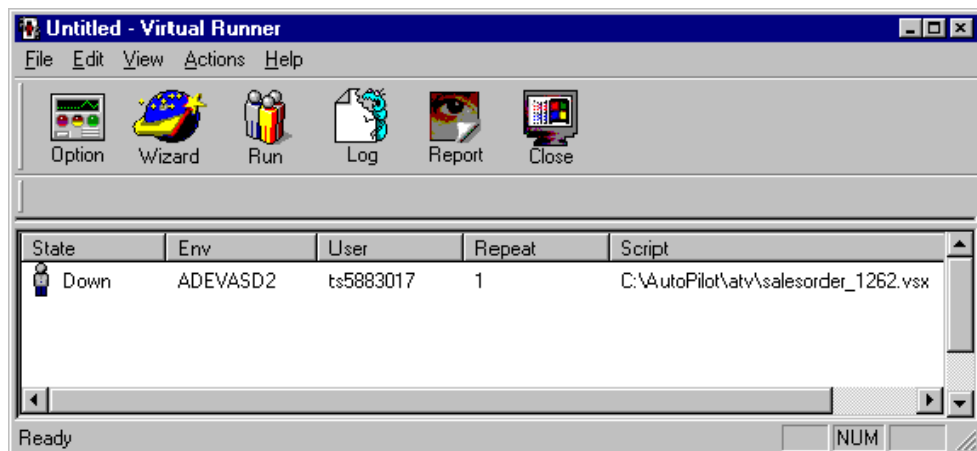 Untitled - Virtual Runner
File Edit View Actions Help
Option Wizard Run Log Report Close
State Env User Repeat Script
Down ADEVASD2 ts5883017 1 C:\AutoPilot\atv\salesorder_1262.vsx
Ready NUM